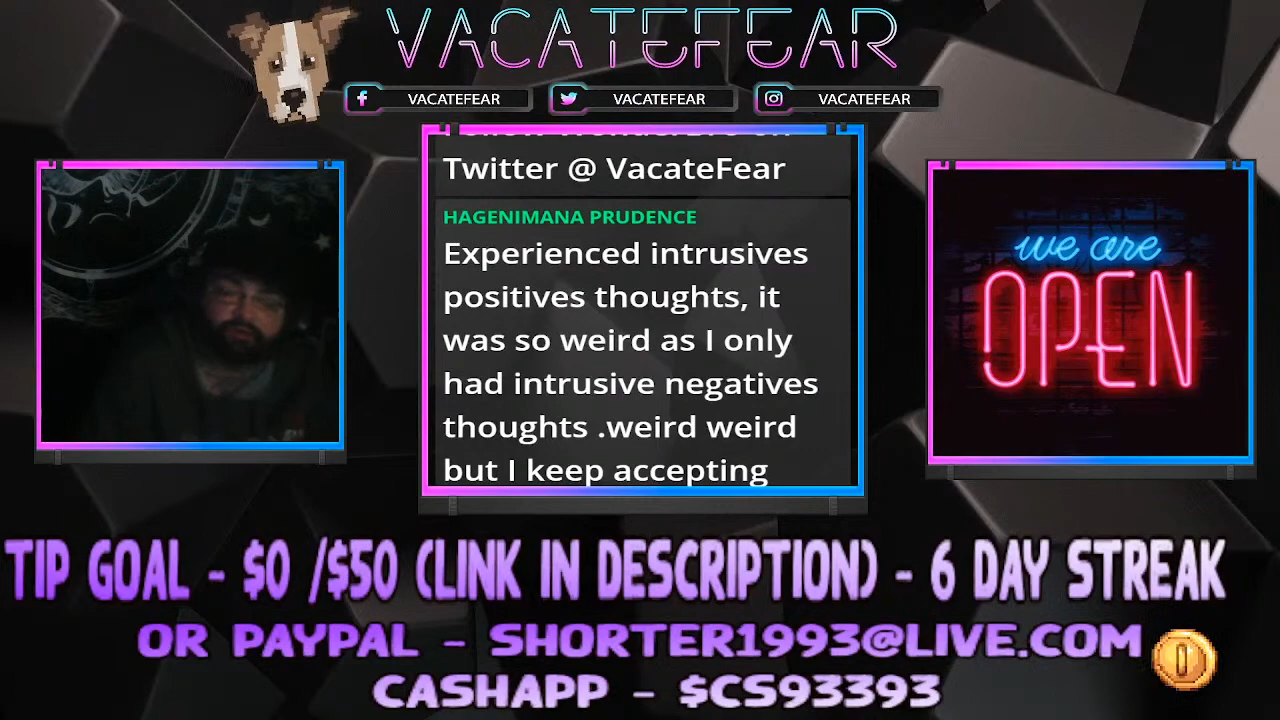 VACATEFEAR
VACATEFEAR
VACATEFEAR
VACATEFEAR
Twitter @ VacateFear
HAGENIMANA PRUDENCE
Experienced intrusives
positives thoughts, it
was so weird as I only
had intrusive negatives
thoughts .weird weird
but I keep accepting
we are
OPEN
TIP GOAL - $0 /$50 (LINK IN DESCRIPTION) - 6 DAY STREAK
OR PAYPAL - SHORTER1993@LIVE.COM
CASHAPP - $CS93393